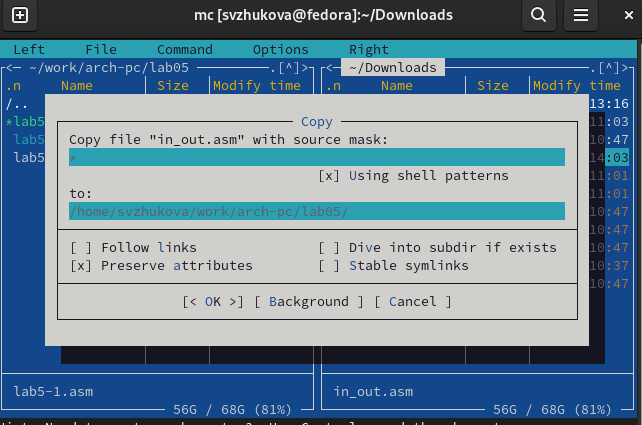 mc [svzhukova@fedora]:~/Downloads
Left File Command Options Right
<— ~/work/arch-pc/lab05 .[^]> <— ~/Downloads .[^]>
.n Name Size Modify time .n Name Size Modify time
/.. 13:16
*lab5 11:03
lab5 10:47
lab5 14:03
11:01
11:01
10:47
10:47
10:47
10:37
10:47
Copy
Copy file "in_out.asm" with source mask:
*
[x] Using shell patterns
to:
/home/svzhukova/work/arch-pc/lab05/
[ ] Follow links [ ] Dive into subdir if exists
[x] Preserve attributes [ ] Stable symlinks
[< OK >] [ Background ] [ Cancel ]
lab5-1.asm in_out.asm
56G / 68G (81%) 56G / 68G (81%)